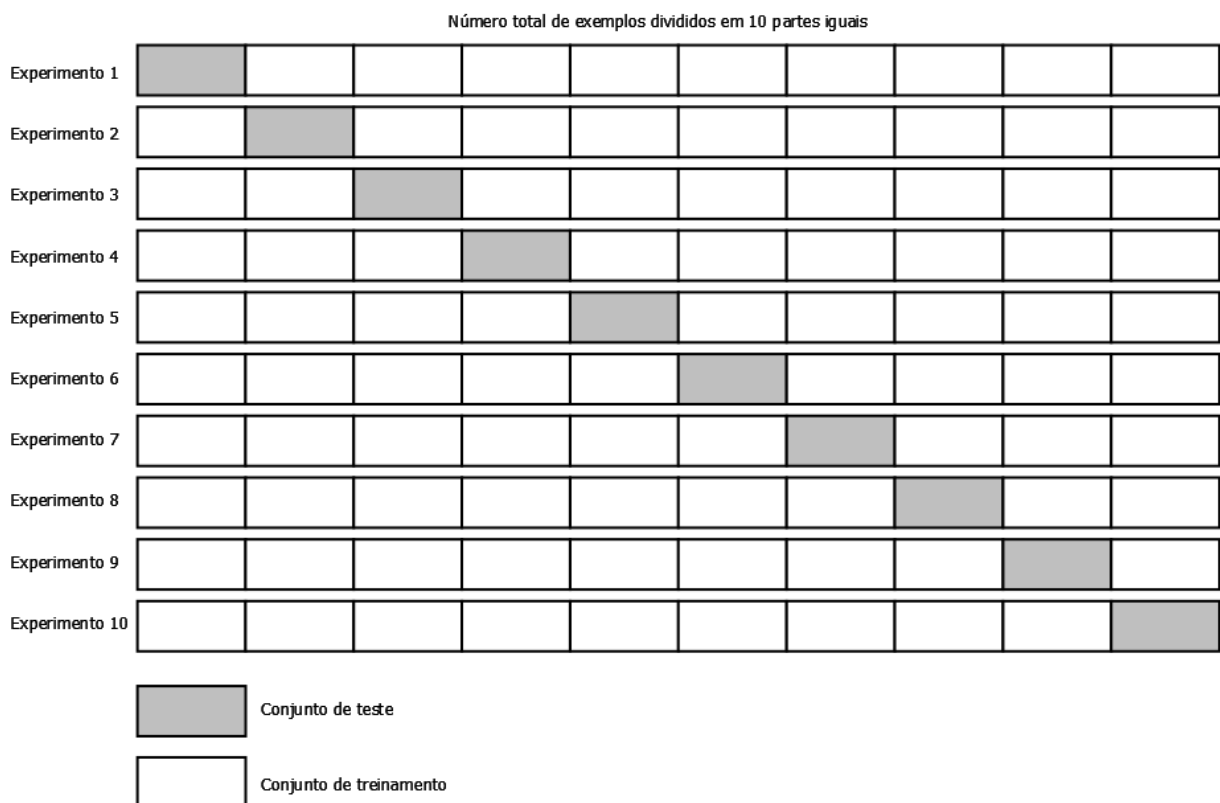 Número total de exemplos divididos em 10 partes iguais
Experimento 1
Experimento 2
Experimento 3
Experimento 4
Experimento 5
Experimento 6
Experimento 7
Experimento 8
Experimento 9
Experimento 10
Conjunto de teste
Conjunto de treinamento